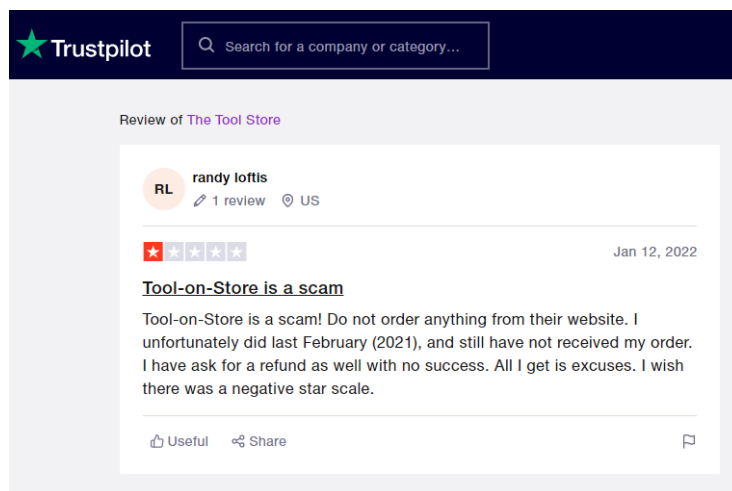 Trustpilot
Search for a company or category...
Review of The Tool Store
RL
randy loftis
1 review
US
Jan 12, 2022
Tool-on-Store is a scam
Tool-on-Store is a scam! Do not order anything from their website. I
unfortunately did last February (2021), and still have not received my order.
I have ask for a refund as well with no success. All I get is excuses. I wish
there was a negative star scale.
Useful
Share